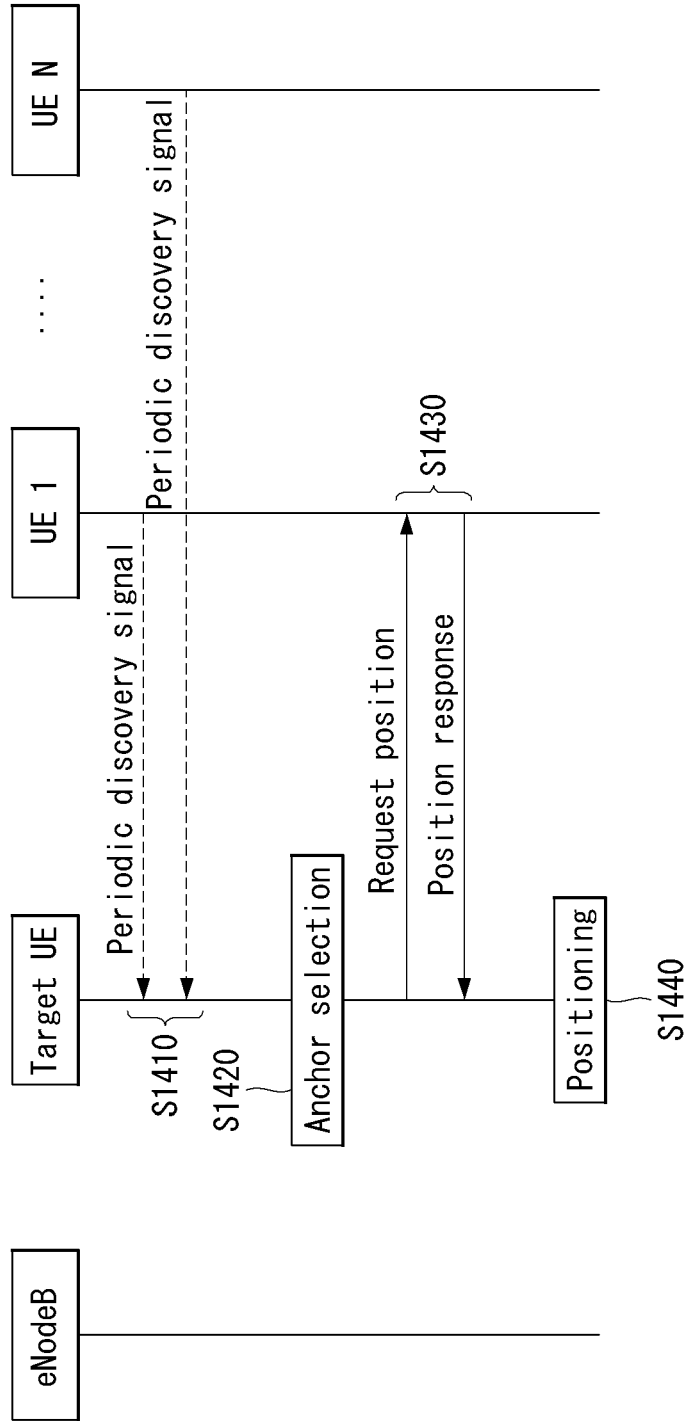 eNodeB
Target UE
UE 1
....
UE N
Periodic discovery signal
Periodic discovery signal
S1410
S1420
Anchor selection
Request position
S1430
Position response
Positioning
S1440